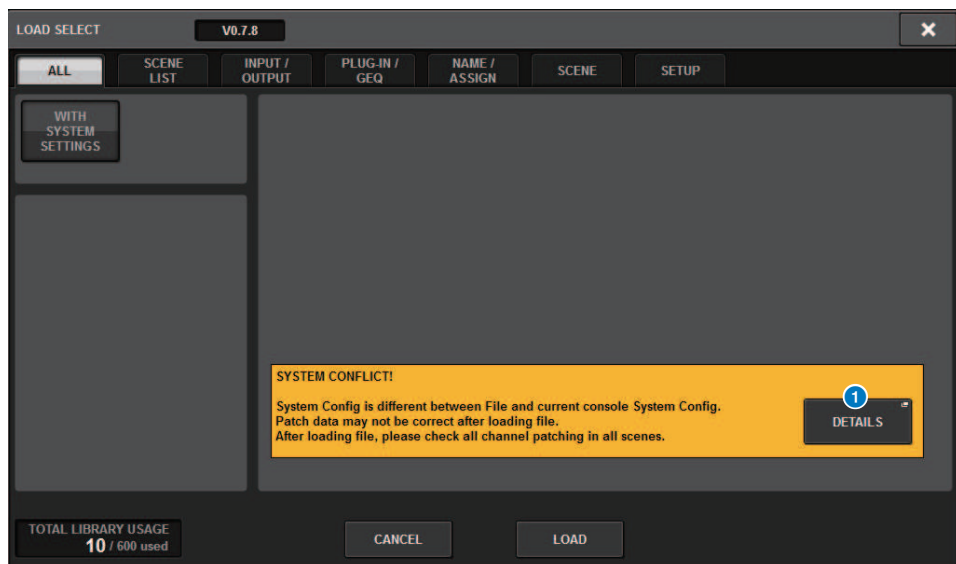 LOAD SELECT
V0.7.8
ALL
SCENE
LIST
INPUT /
OUTPUT
PLUG-IN /
GEQ
NAME /
ASSIGN
SCENE
SETUP
WITH
SYSTEM
SETTINGS
SYSTEM CONFLICT!
System Config is different between File and current console System Config.
Patch data may not be correct after loading file.
After loading file, please check all channel patching in all scenes.
1
DETAILS
TOTAL LIBRARY USAGE
10 / 600 used
CANCEL
LOAD